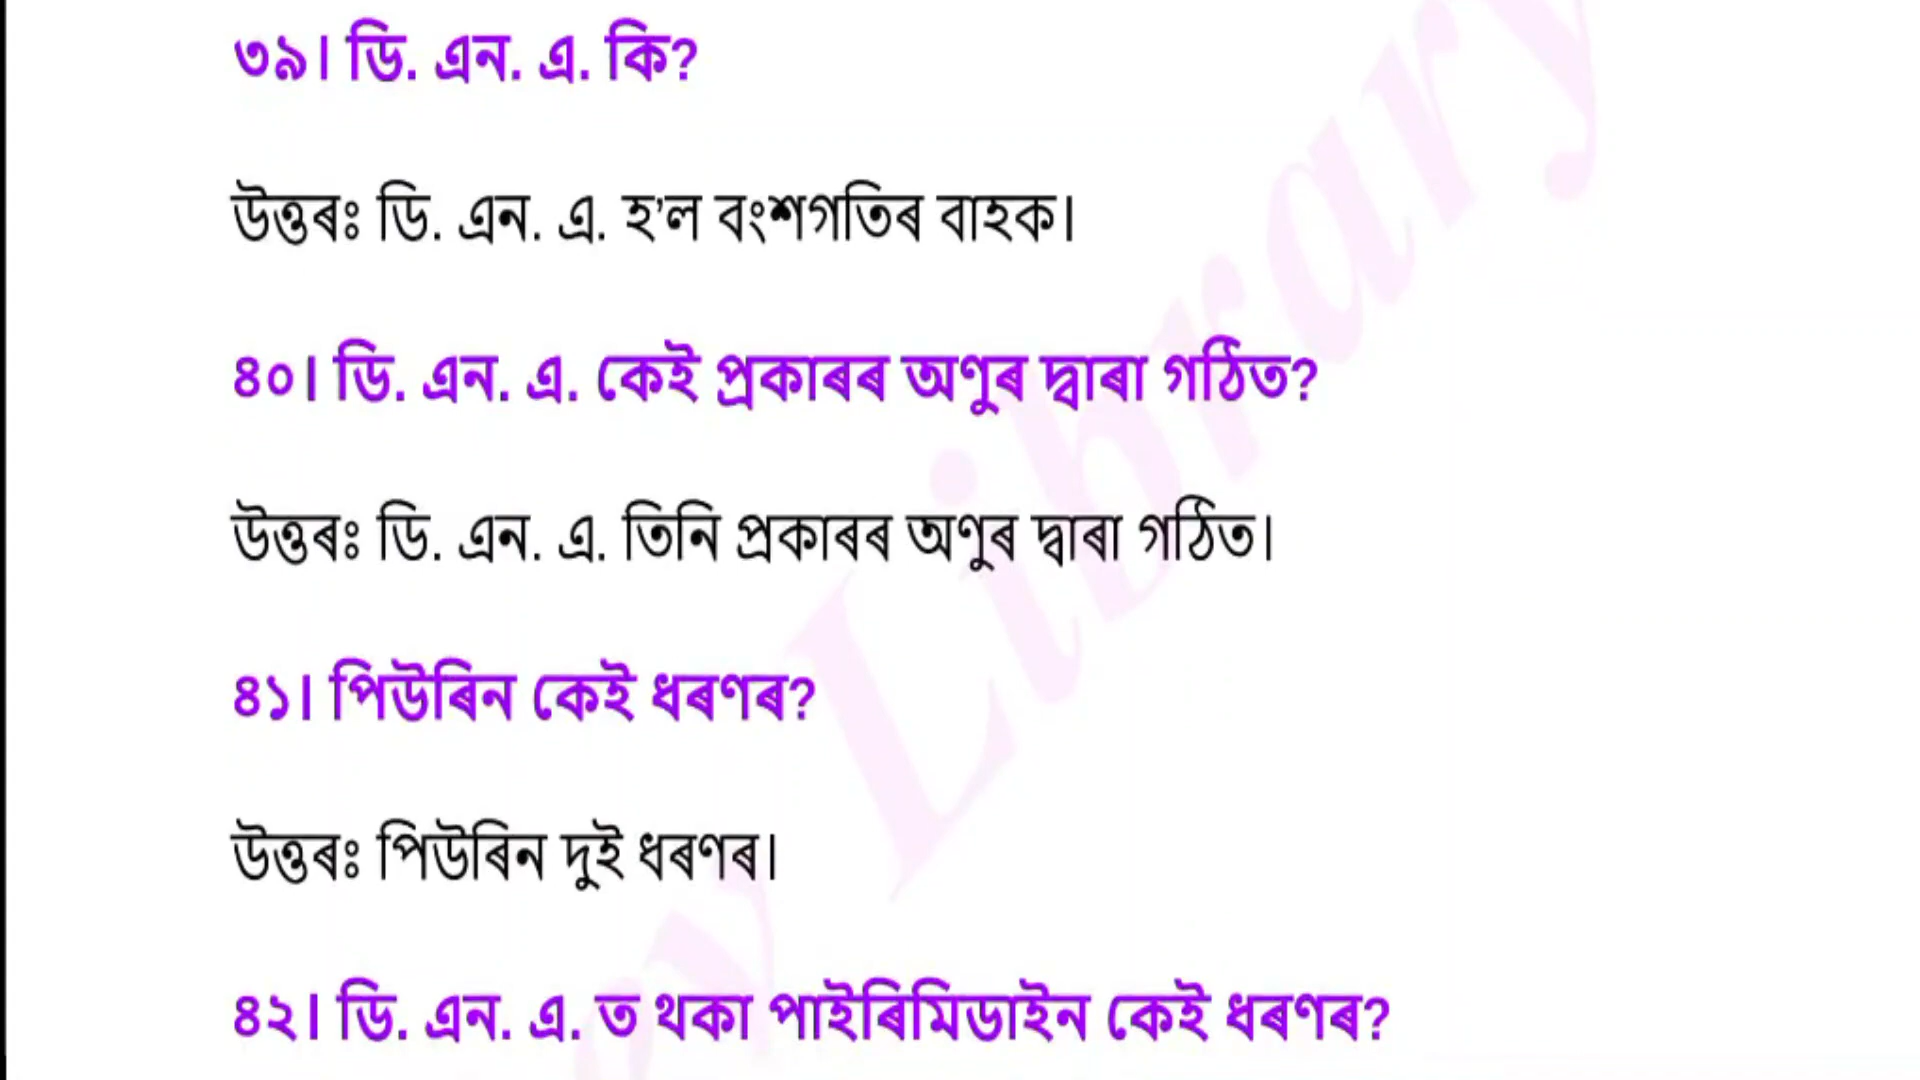 ৩৯। ডি. এন. এ. কি?
উত্তৰঃ ডি. এন. এ. হ’ল বংশগতিৰ বাহক।
৪০। ডি. এন. এ. কেই প্ৰকাৰৰ অণুৰ দ্বাৰা গঠিত?
উত্তৰঃ ডি. এন. এ. তিনি প্ৰকাৰৰ অণুৰ দ্বাৰা গঠিত।
৪১। পিউৰিন কেই ধৰণৰ?
উত্তৰঃ পিউৰিন দুই ধৰণৰ।
৪২। ডি. এন. এ. ত থকা পাইৰিমিডাইন কেই ধৰণৰ?
Library